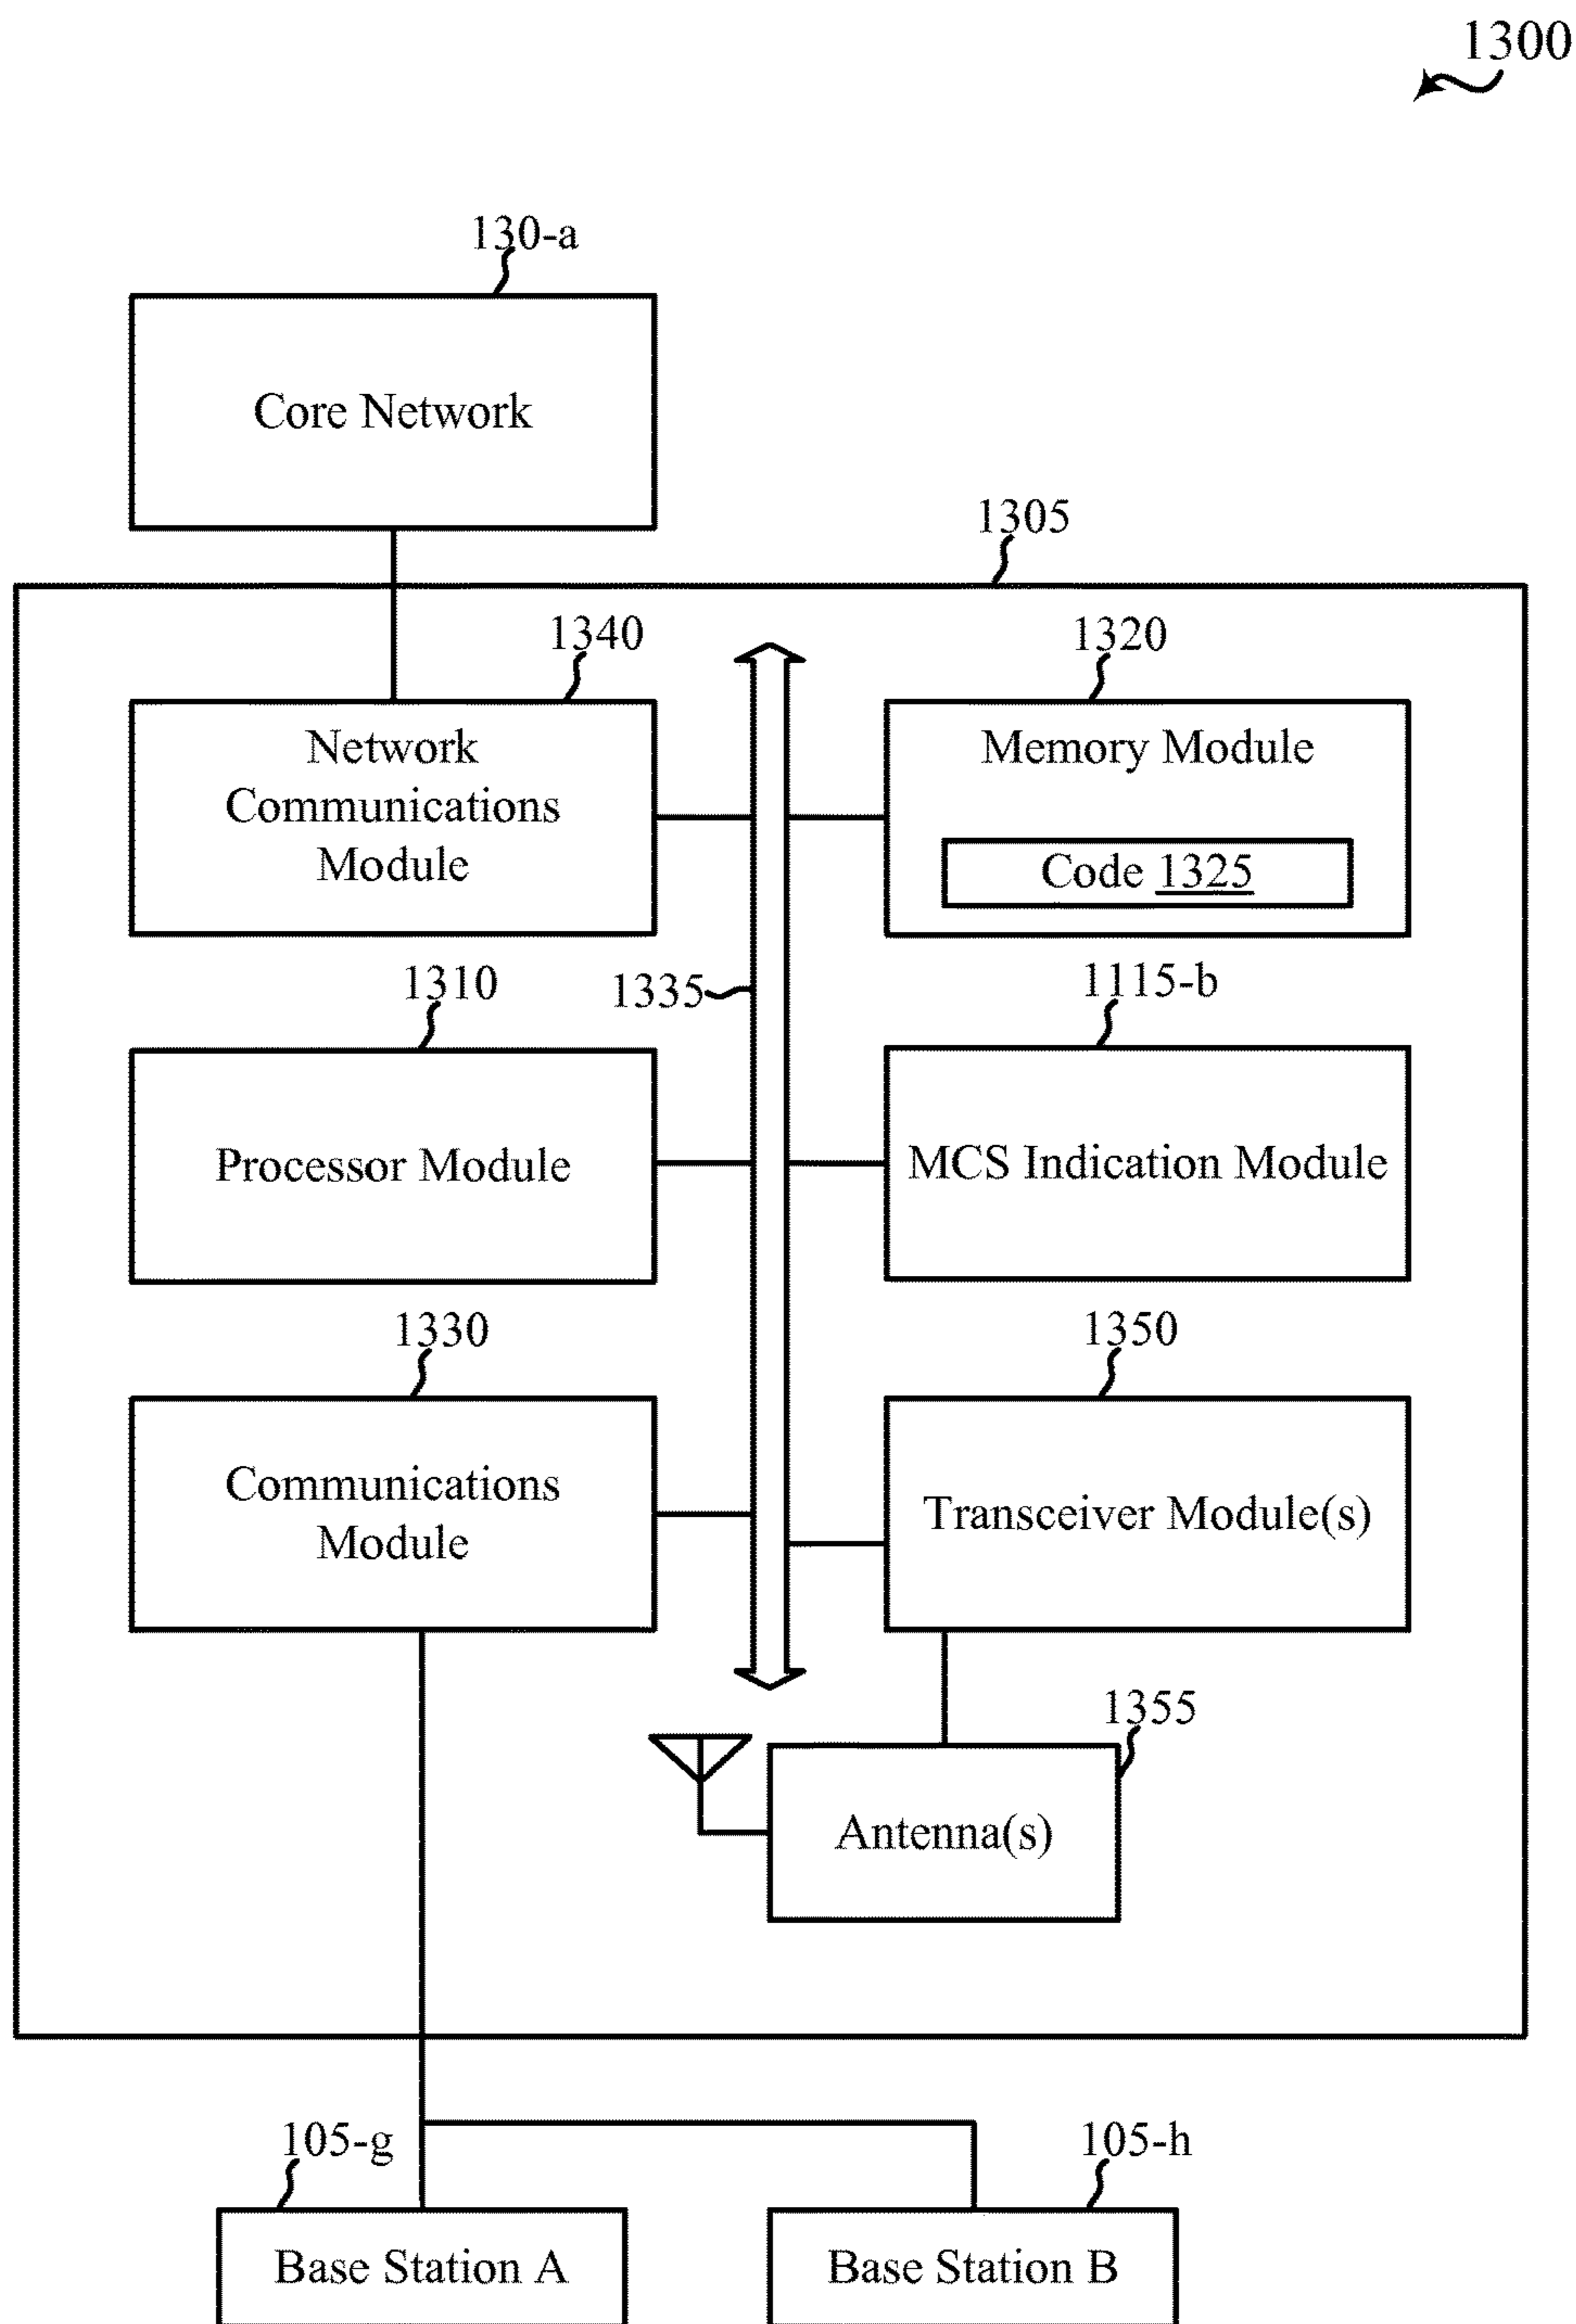 1300
130-a
Core Network
1305
1340
1320
Network
Communications
Module
Memory Module
Code 1325
1310
1335
1115-b
Processor Module
MCS Indication Module
1330
1350
Communications
Module
Transceiver Module(s)
1355
Antenna(s)
105-g
105-h
Base Station A
Base Station B